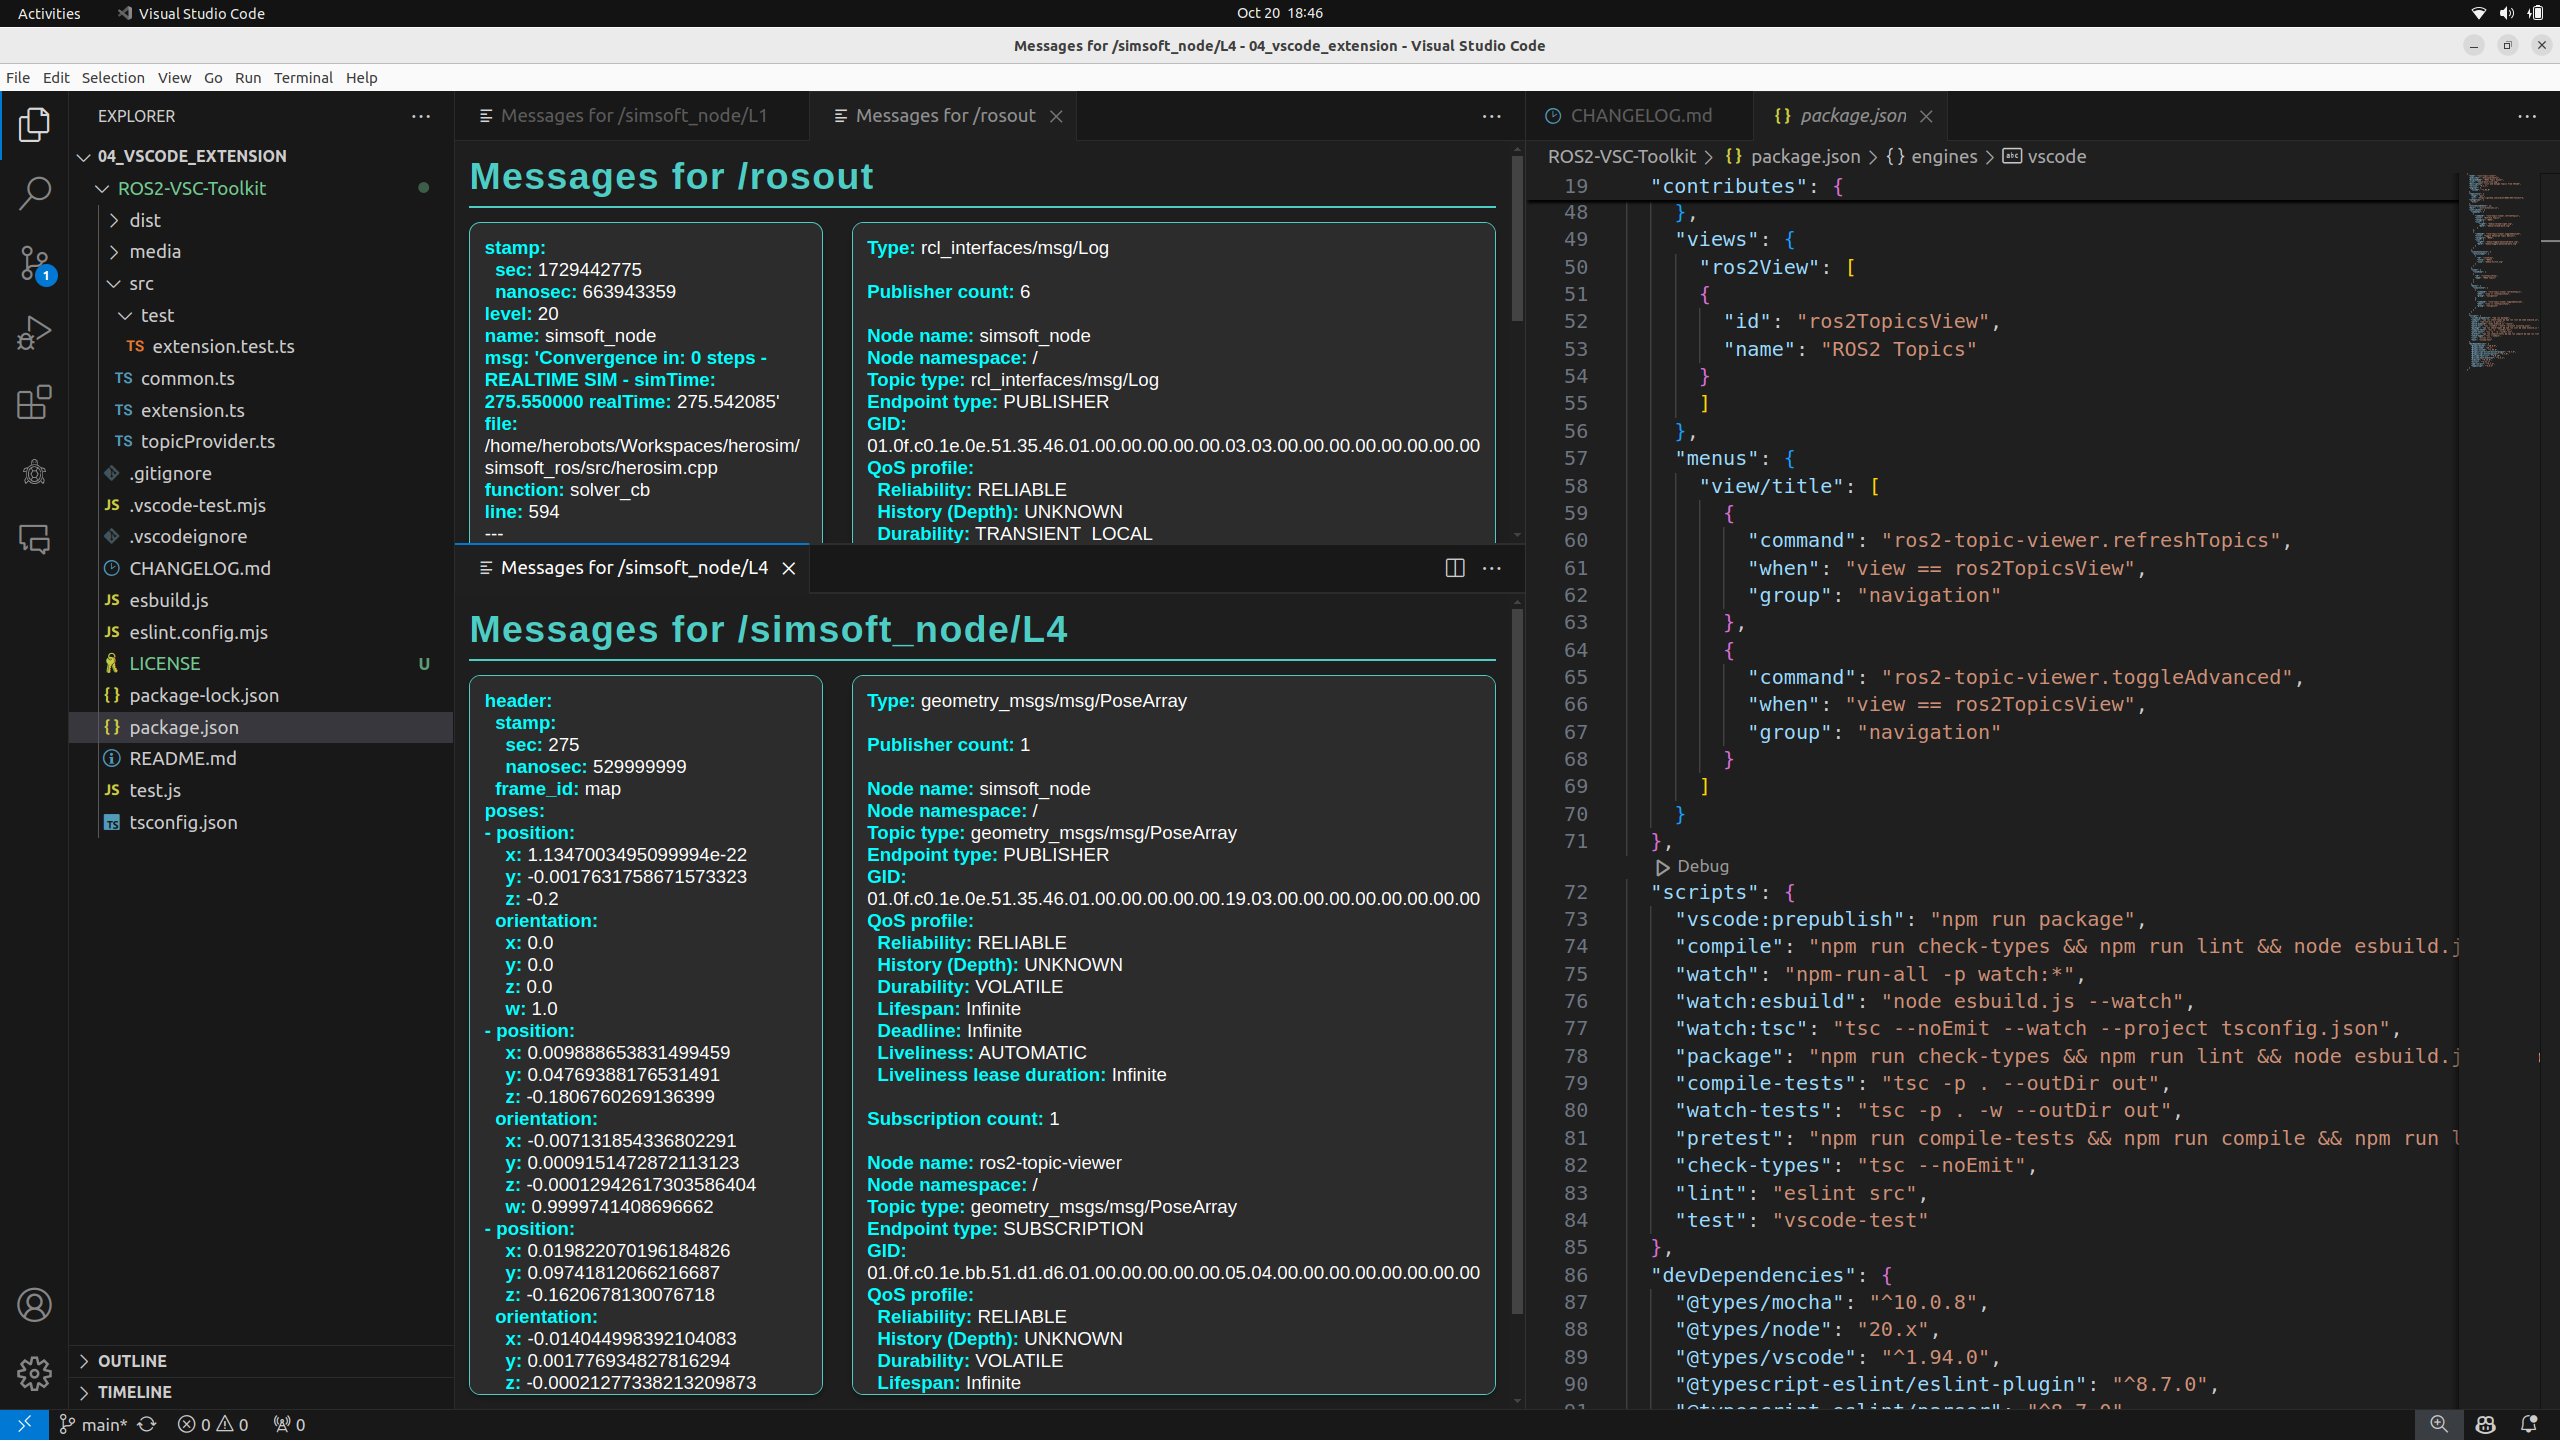 Activities
Visual Studio Code
Oct 20 18:46
Messages for /simsoft_node/L4 - 04_vscode_extension - Visual Studio Code
File Edit Selection View Go Run Terminal Help
EXPLORER
04_VSCODE_EXTENSION
ROS2-VSC-Toolkit
dist
media
src
test
TS extension.test.ts
TS common.ts
TS extension.ts
TS topicProvider.ts
.gitignore
JS .vscode-test.mjs
.vscodeignore
CHANGELOG.md
JS esbuild.js
JS eslint.config.mjs
LICENSE U
{} package-lock.json
{} package.json
README.md
JS test.js
TS tsconfig.json
OUTLINE
TIMELINE
1
Messages for /simsoft_node/L1
Messages for /rosout
Messages for /rosout
stamp:
sec: 1729442775
nanosec: 663943359
level: 20
name: simsoft_node
msg: 'Convergence in: 0 steps -
REALTIME SIM - simTime:
275.550000 realTime: 275.542085'
file:
/home/herobots/Workspaces/herosim/
simsoft_ros/src/herosim.cpp
function: solver_cb
line: 594
---
Type: rcl_interfaces/msg/Log
Publisher count: 6
Node name: simsoft_node
Node namespace: /
Topic type: rcl_interfaces/msg/Log
Endpoint type: PUBLISHER
GID:
01.0f.c0.1e.0e.51.35.46.01.00.00.00.00.00.03.03.00.00.00.00.00.00.00.00
QoS profile:
Reliability: RELIABLE
History (Depth): UNKNOWN
Durability: TRANSIENT_LOCAL
Messages for /simsoft_node/L4
Messages for /simsoft_node/L4
header:
stamp:
sec: 275
nanosec: 529999999
frame_id: map
poses:
- position:
x: 1.1347003495099994e-22
y: -0.0017631758671573323
z: -0.2
orientation:
x: 0.0
y: 0.0
z: 0.0
w: 1.0
- position:
x: 0.009888653831499459
y: 0.04769388176531491
z: -0.1806760269136399
orientation:
x: -0.007131854336802291
y: 0.0009151472872113123
z: -0.00012942617303586404
w: 0.9999741408696662
- position:
x: 0.019822070196184826
y: 0.09741812066216687
z: -0.1620678130076718
orientation:
x: -0.014044998392104083
y: 0.001776934827816294
z: -0.000212773382132098​73
Type: geometry_msgs/msg/PoseArray
Publisher count: 1
Node name: simsoft_node
Node namespace: /
Topic type: geometry_msgs/msg/PoseArray
Endpoint type: PUBLISHER
GID:
01.0f.c0.1e.0e.51.35.46.01.00.00.00.00.00.19.03.00.00.00.00.00.00.00.00
QoS profile:
Reliability: RELIABLE
History (Depth): UNKNOWN
Durability: VOLATILE
Lifespan: Infinite
Deadline: Infinite
Liveliness: AUTOMATIC
Liveliness lease duration: Infinite
Subscription count: 1
Node name: ros2-topic-viewer
Node namespace: /
Topic type: geometry_msgs/msg/PoseArray
Endpoint type: SUBSCRIPTION
GID:
01.0f.c0.1e.bb.51.d1.d6.01.00.00.00.00.00.05.04.00.00.00.00.00.00.00.00
QoS profile:
Reliability: RELIABLE
History (Depth): UNKNOWN
Durability: VOLATILE
Lifespan: Infinite
CHANGELOG.md
{} package.json
ROS2-VSC-Toolkit > {} package.json > {} engines > abc vscode
19 "contributes": {
48 },
49 "views": {
50 "ros2View": [
51 {
52 "id": "ros2TopicsView",
53 "name": "ROS2 Topics"
54 }
55 ]
56 },
57 "menus": {
58 "view/title": [
59 {
60 "command": "ros2-topic-viewer.refreshTopics",
61 "when": "view == ros2TopicsView",
62 "group": "navigation"
63 },
64 {
65 "command": "ros2-topic-viewer.toggleAdvanced",
66 "when": "view == ros2TopicsView",
67 "group": "navigation"
68 }
69 ]
70 }
71 },
Debug
72 "scripts": {
73 "vscode:prepublish": "npm run package",
74 "compile": "npm run check-types && npm run lint && node esbuild.j
75 "watch": "npm-run-all -p watch:*",
76 "watch:esbuild": "node esbuild.js --watch",
77 "watch:tsc": "tsc --noEmit --watch --project tsconfig.json",
78 "package": "npm run check-types && npm run lint && node esbuild.j
79 "compile-tests": "tsc -p . --outDir out",
80 "watch-tests": "tsc -p . -w --outDir out",
81 "pretest": "npm run compile-tests && npm run compile && npm run l
82 "check-types": "tsc --noEmit",
83 "lint": "eslint src",
84 "test": "vscode-test"
85 },
86 "devDependencies": {
87 "@types/mocha": "^10.0.8",
88 "@types/node": "20.x",
89 "@types/vscode": "^1.94.0",
90 "@typescript-eslint/eslint-plugin": "^8.7.0",
91 "@typescript-eslint/parser": "^8.7.0"
main* 0 0 0